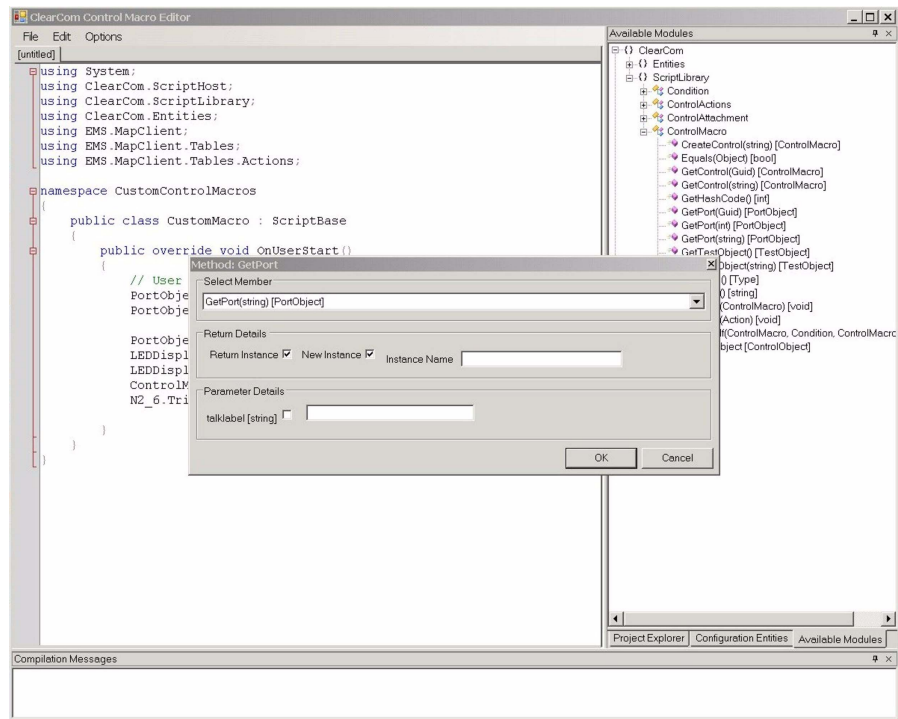 ClearCom Control Macro Editor
File Edit Options
[untitled]
using System;
using ClearCom.ScriptHost;
using ClearCom.ScriptLibrary;
using ClearCom.Entities;
using EMS.MapClient;
using EMS.MapClient.Tables;
using EMS.MapClient.Tables.Actions;
namespace CustomControlMacros
{
public class CustomMacro : ScriptBase
{
public override void OnUserStart()
{
// User
PortObje
PortObje
PortObje
LEDDispl
LEDDispl
ControlM
N2_6.Tri
}
}
}
Method: GetPort
Select Member
GetPort(string) [PortObject]
Return Details
Return Instance New Instance Instance Name
Parameter Details
talklabel [string]
OK Cancel
Available Modules
{} ClearCom
{} Entities
{} ScriptLibrary
Condition
ControlActions
ControlAttachment
ControlMacro
CreateControl(string) [ControlMacro]
Equals(Object) [bool]
GetControl(Guid) [ControlMacro]
GetControl(string) [ControlMacro]
GetHashCode() [int]
GetPort(Guid) [PortObject]
GetPort(int) [PortObject]
GetPort(string) [PortObject]
GetTestObject() [TestObject]
Object(string) [TestObject]
() [Type]
() [string]
(ControlMacro) [void]
(Action) [void]
If(ControlMacro, Condition, ControlMacro
bject [ControlObject]
Project Explorer Configuration Entities Available Modules
Compilation Messages